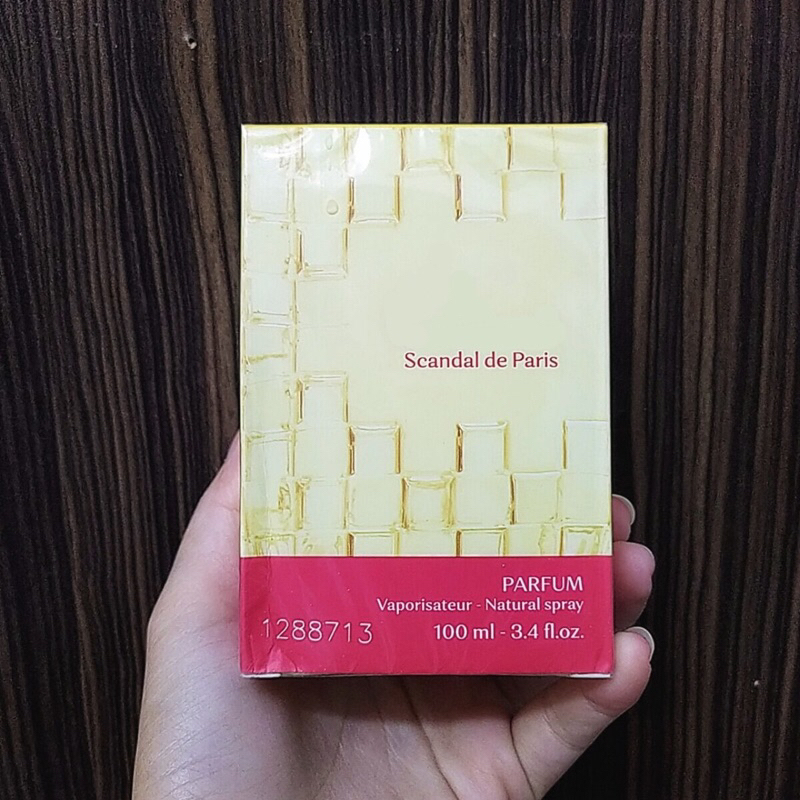 Scandal de Paris
PARFUM
Vaporisateur - Natural spray
1288713
100 ml - 3.4 fl.oz.